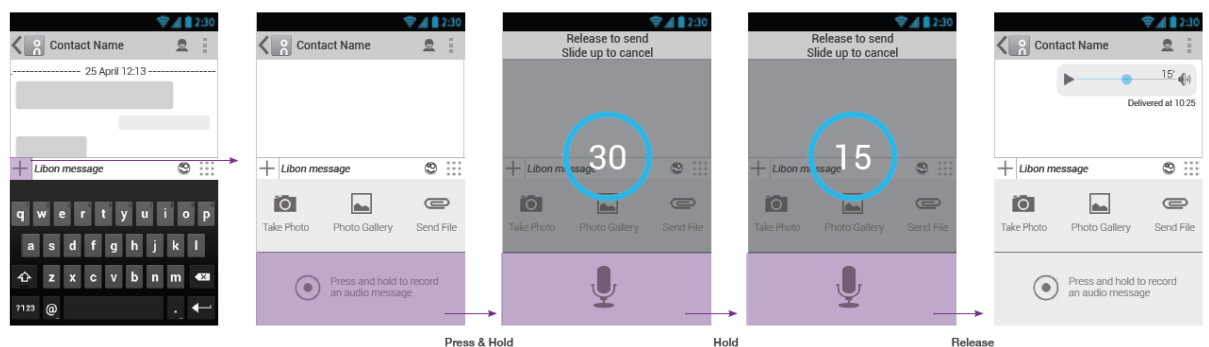 2:30
Contact Name
25 April 12:13
Libon message
q w e r t y u i o p
a s d f g h j k l
z x c v b n m
?123 @ .
2:30
Contact Name
Libon message
Take Photo Photo Gallery Send File
Press and hold to record
an audio message
2:30
Release to send
Slide up to cancel
30
Libon message
Take Photo Photo Gallery Send File
2:30
Release to send
Slide up to cancel
15
Libon message
Take Photo Photo Gallery Send File
2:30
Contact Name
15'
Delivered at 10:25
Libon message
Take Photo Photo Gallery Send File
Press and hold to record
an audio message
Press & Hold
Hold
Release